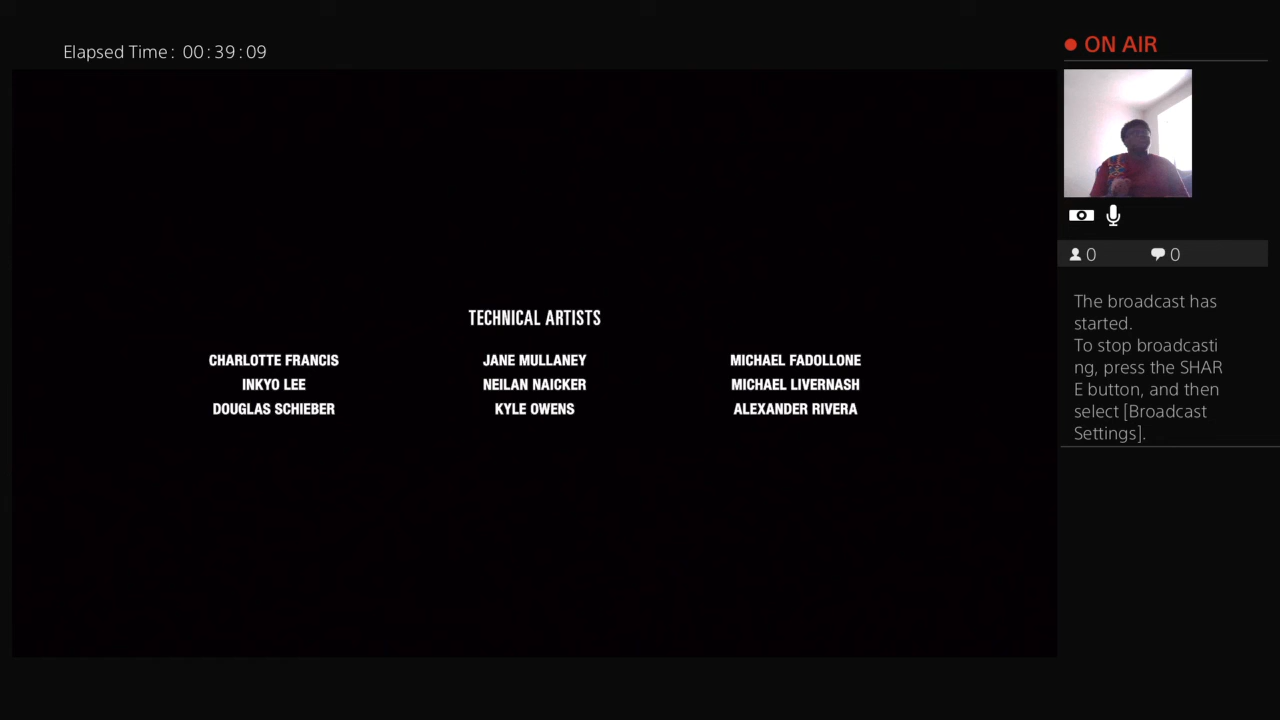 Elapsed Time: 00:39:09
ON AIR
TECHNICAL ARTISTS
CHARLOTTE FRANCIS JANE MULLANEY MICHAEL FADOLLONE
INKYO LEE NEILAN NAICKER MICHAEL LIVERNASH
DOUGLAS SCHIEBER KYLE OWENS ALEXANDER RIVERA
0 0
The broadcast has
started.
To stop broadcasti
ng, press the SHAR
E button, and then
select [Broadcast
Settings].